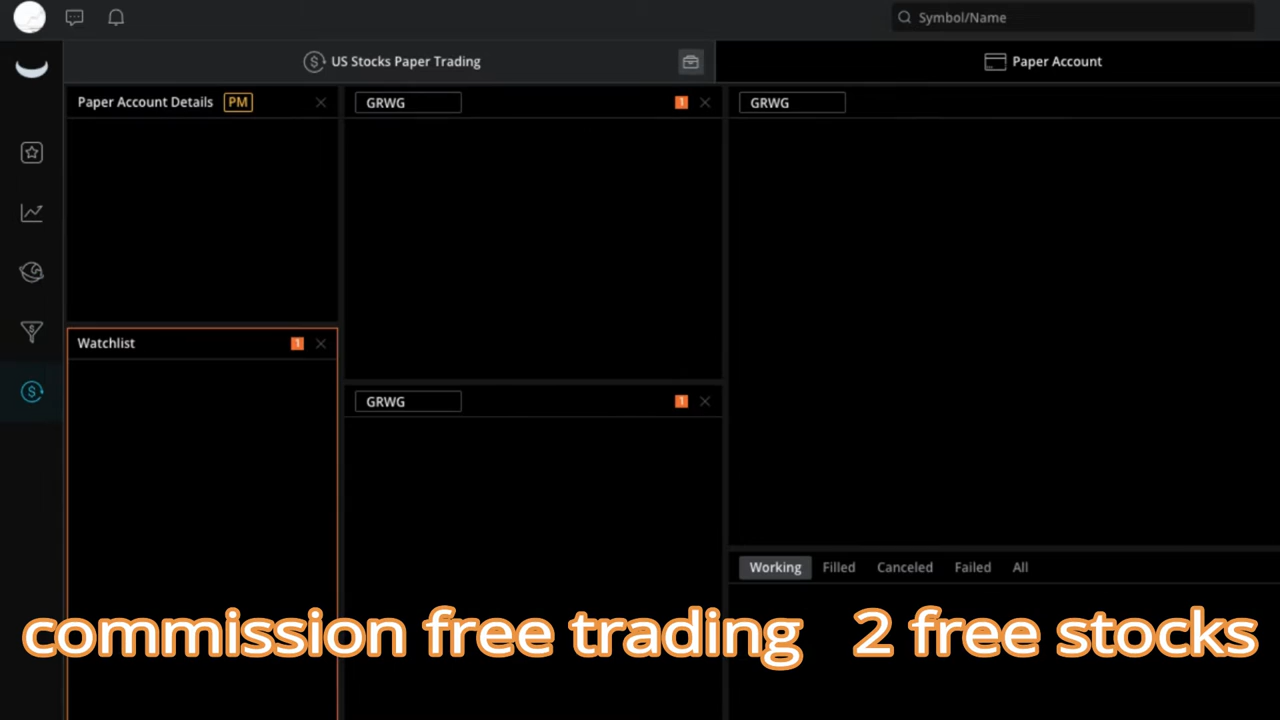 Symbol/Name
US Stocks Paper Trading
Paper Account
Paper Account Details PM
GRWG 1
GRWG
Watchlist 1
GRWG 1
Working Filled Canceled Failed All
commission free trading 2 free stocks